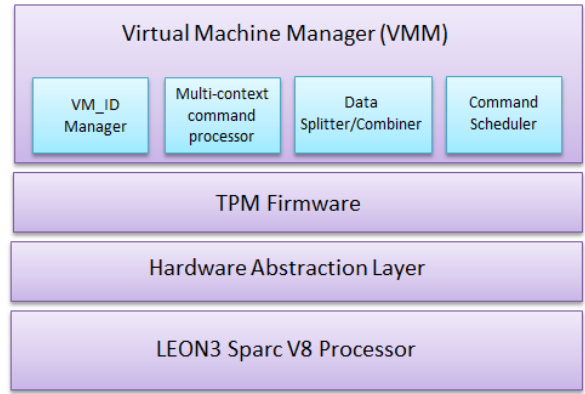 Virtual Machine Manager (VMM)
VM_ID
Manager
Multi-context
command
processor
Data
Splitter/Combiner
Command
Scheduler
TPM Firmware
Hardware Abstraction Layer
LEON3 Sparc V8 Processor